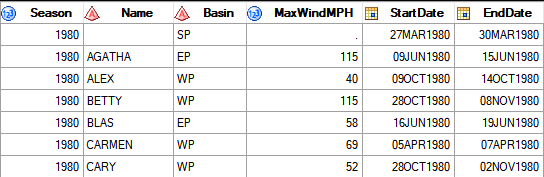 123 Season A Name A Basin 123 MaxWindMPH StartDate EndDate
1980 SP . 27MAR1980 30MAR1980
1980 AGATHA EP 115 09JUN1980 15JUN1980
1980 ALEX WP 40 09OCT1980 14OCT1980
1980 BETTY WP 115 28OCT1980 08NOV1980
1980 BLAS EP 58 16JUN1980 19JUN1980
1980 CARMEN WP 69 05APR1980 07APR1980
1980 CARY WP 52 28OCT1980 02NOV1980